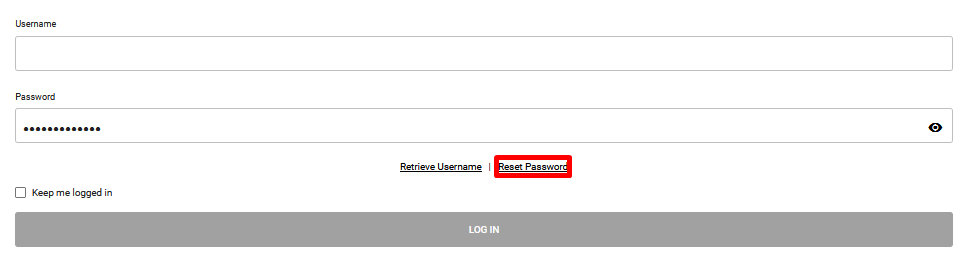 Username
Password
•••••••••••••
Retrieve Username | Reset Password
Keep me logged in
LOG IN